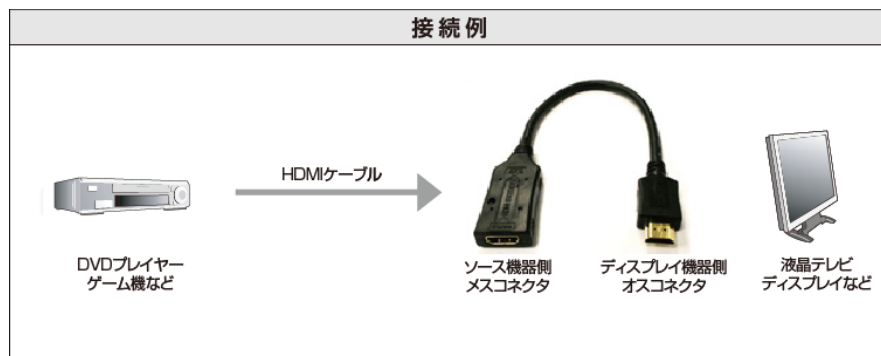 接続例
HDMIケーブル
DVDプレイヤー
ゲーム機など
ソース機器側
メスコネクタ
ディスプレイ機器側
オスコネクタ
液晶テレビ
ディスプレイなど